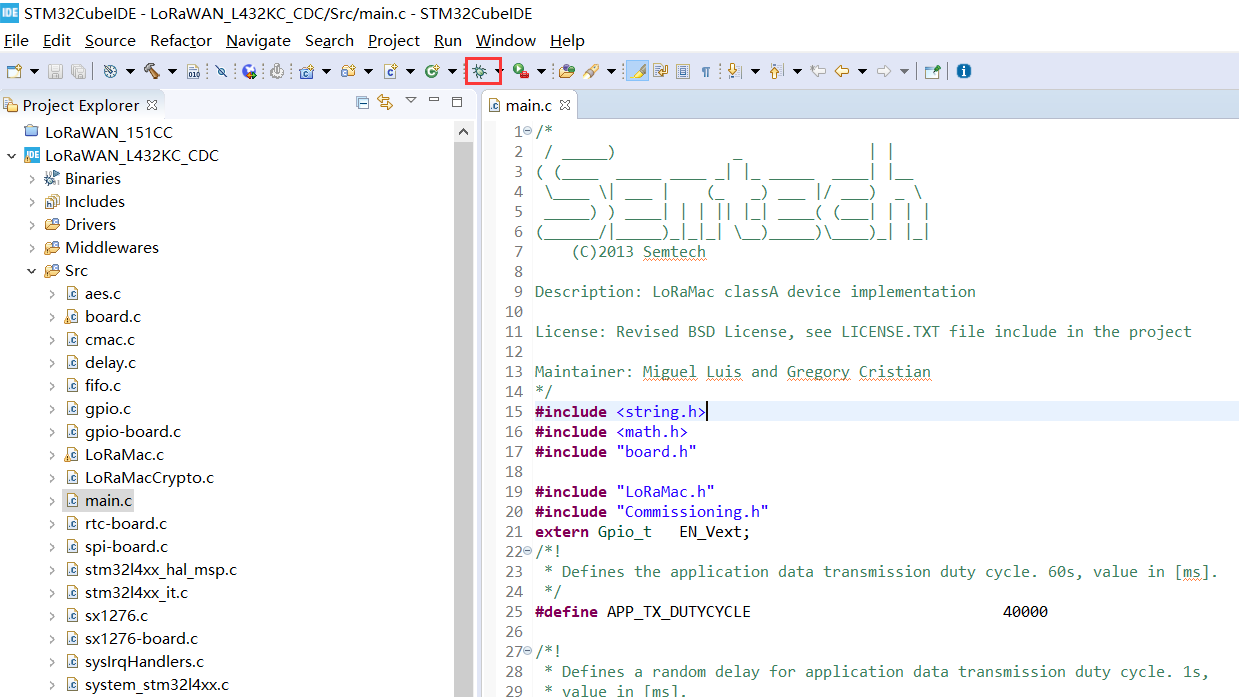 STM32CubeIDE - LoRaWAN_L432KC_CDC/Src/main.c - STM32CubeIDE
File Edit Source Refactor Navigate Search Project Run Window Help
Project Explorer
LoRaWAN_151CC
LoRaWAN_L432KC_CDC
Binaries
Includes
Drivers
Middlewares
Src
aes.c
board.c
cmac.c
delay.c
fifo.c
gpio.c
gpio-board.c
LoRaMac.c
LoRaMacCrypto.c
main.c
rtc-board.c
spi-board.c
stm32l4xx_hal_msp.c
stm32l4xx_it.c
sx1276.c
sx1276-board.c
sysIrqHandlers.c
system_stm32l4xx.c
main.c
1 /*
2 / _____)             _              | |
3 ( (____  _____ ____ _| |_ _____  ____| |__
4 \____ \| ___ |    (_   _) ___ |/ ___)  _ \
5 _____) ) ____| | | || |_| ____( (___| | | |
6 (______/|_____)_|_|_| \__)_____)\____)_| |_|
7 (C)2013 Semtech
8
9 Description: LoRaMac classA device implementation
10
11 License: Revised BSD License, see LICENSE.TXT file include in the project
12
13 Maintainer: Miguel Luis and Gregory Cristian
14 */
15 #include <string.h>
16 #include <math.h>
17 #include "board.h"
18
19 #include "LoRaMac.h"
20 #include "Commissioning.h"
21 extern Gpio_t   EN_Vext;
22 /*!
23 * Defines the application data transmission duty cycle. 60s, value in [ms].
24 */
25 #define APP_TX_DUTYCYCLE                            40000
26
27 /*!
28 * Defines a random delay for application data transmission duty cycle. 1s,
29 * value in [ms].